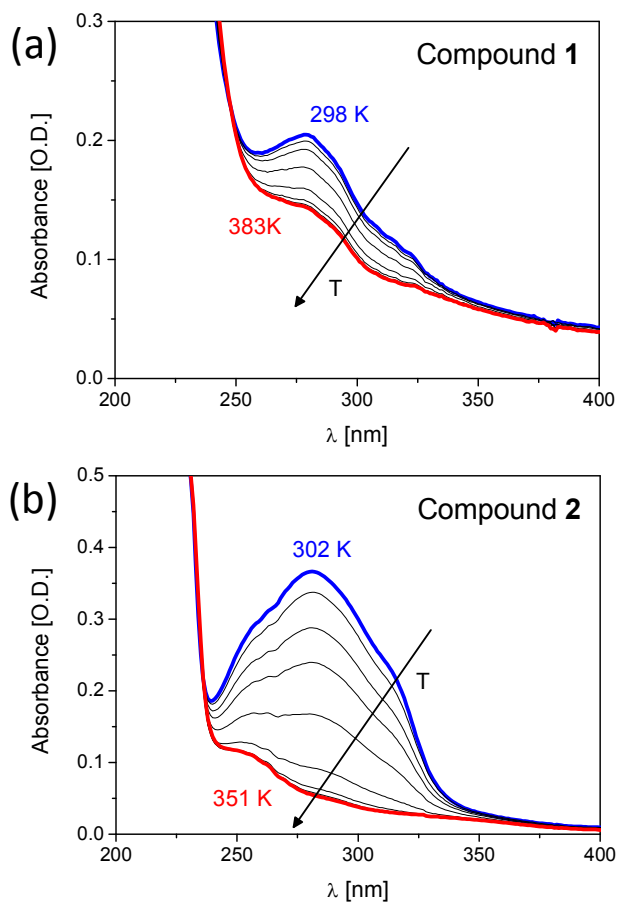 (a)
Compound 1
0.3
0.2
0.1
0.0
Absorbance [O.D.]
298 K
383K
T
200
250
300
350
400
λ [nm]
(b)
Compound 2
0.5
0.4
0.3
0.2
0.1
0.0
Absorbance [O.D.]
302 K
T
351 K
200
250
300
350
400
λ [nm]